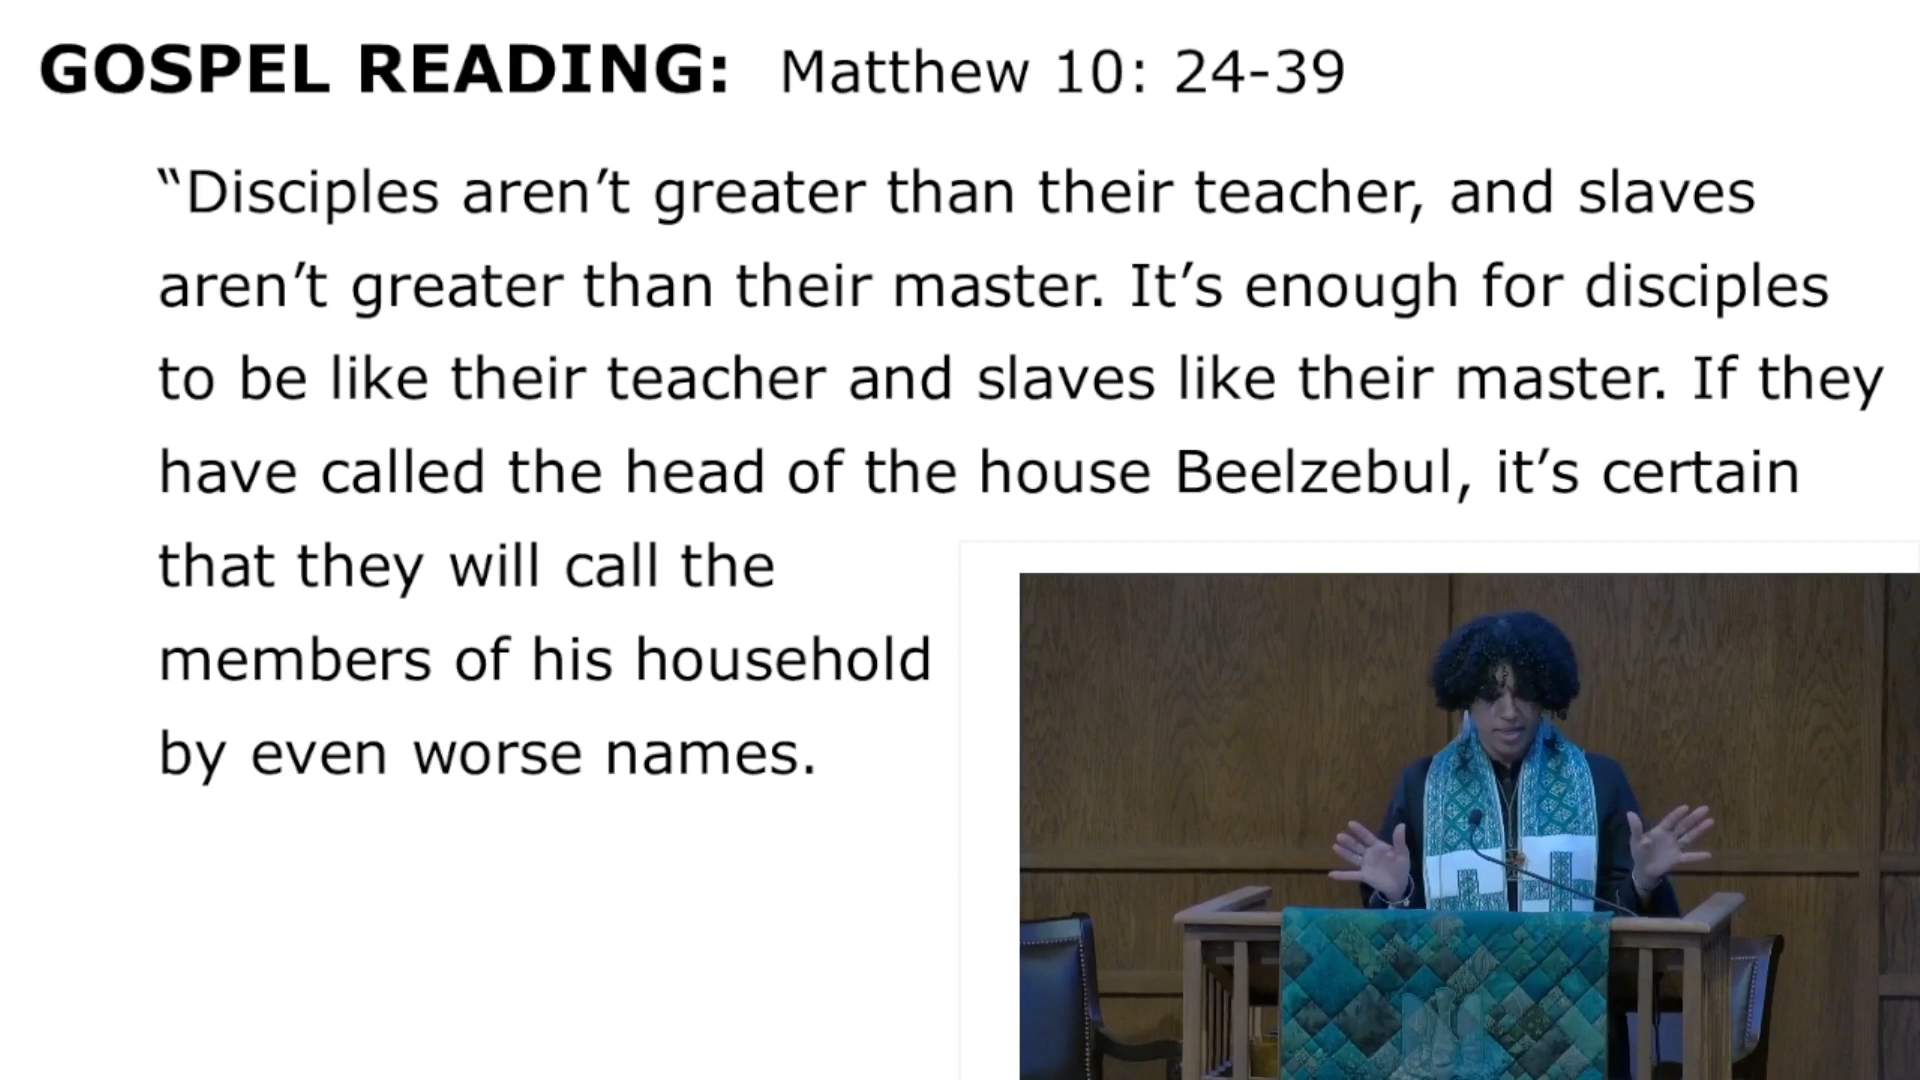 GOSPEL READING: Matthew 10: 24-39
“Disciples aren’t greater than their teacher, and slaves
aren’t greater than their master. It’s enough for disciples
to be like their teacher and slaves like their master. If they
have called the head of the house Beelzebul, it’s certain
that they will call the
members of his household
by even worse names.